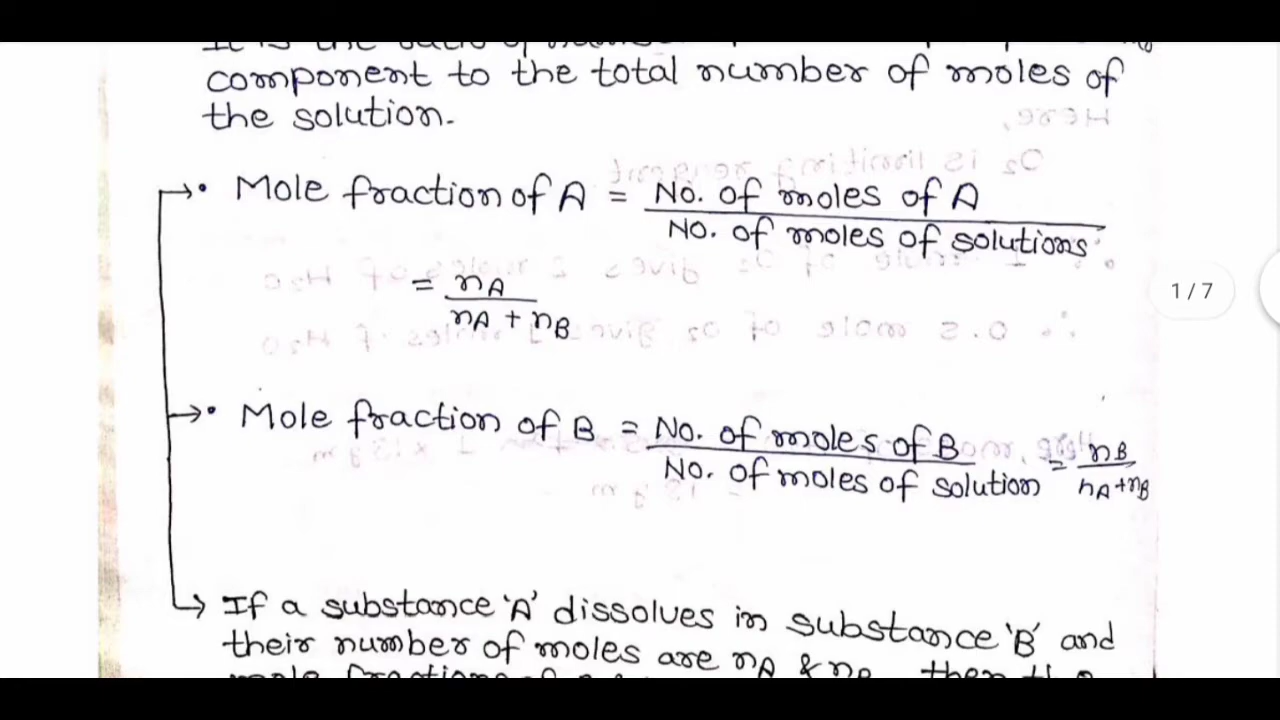 component to the total number of moles of
the solution.
• Mole fraction of A = No. of moles of A
No. of moles of solutions
= nA
nA + nB
1 / 7
• Mole fraction of B = No. of moles of B = nB
No. of moles of solution nA+nB
If a substance 'A' dissolves in substance 'B' and
their number of moles are nA & nB